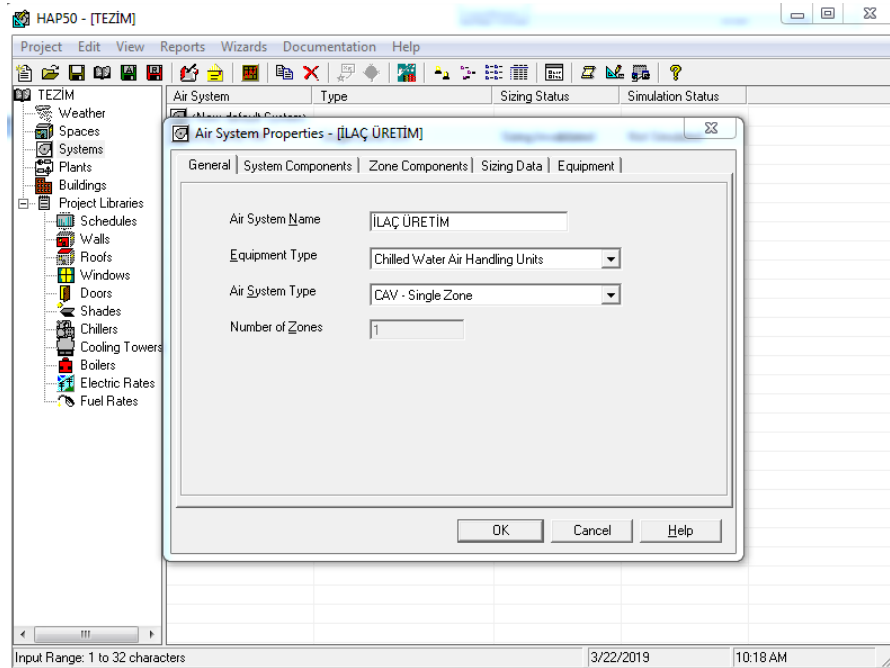 HAP50 - [TEZİM]
Project Edit View Reports Wizards Documentation Help
TEZİM
Weather
Spaces
Systems
Plants
Buildings
Project Libraries
Schedules
Walls
Roofs
Windows
Doors
Shades
Chillers
Cooling Towers
Boilers
Electric Rates
Fuel Rates
Air System Type Sizing Status Simulation Status
Air System Properties - [İLAÇ ÜRETİM]
General System Components Zone Components Sizing Data Equipment
Air System Name İLAÇ ÜRETİM
Equipment Type Chilled Water Air Handling Units
Air System Type CAV - Single Zone
Number of Zones 1
OK Cancel Help
Input Range: 1 to 32 characters 3/22/2019 10:18 AM